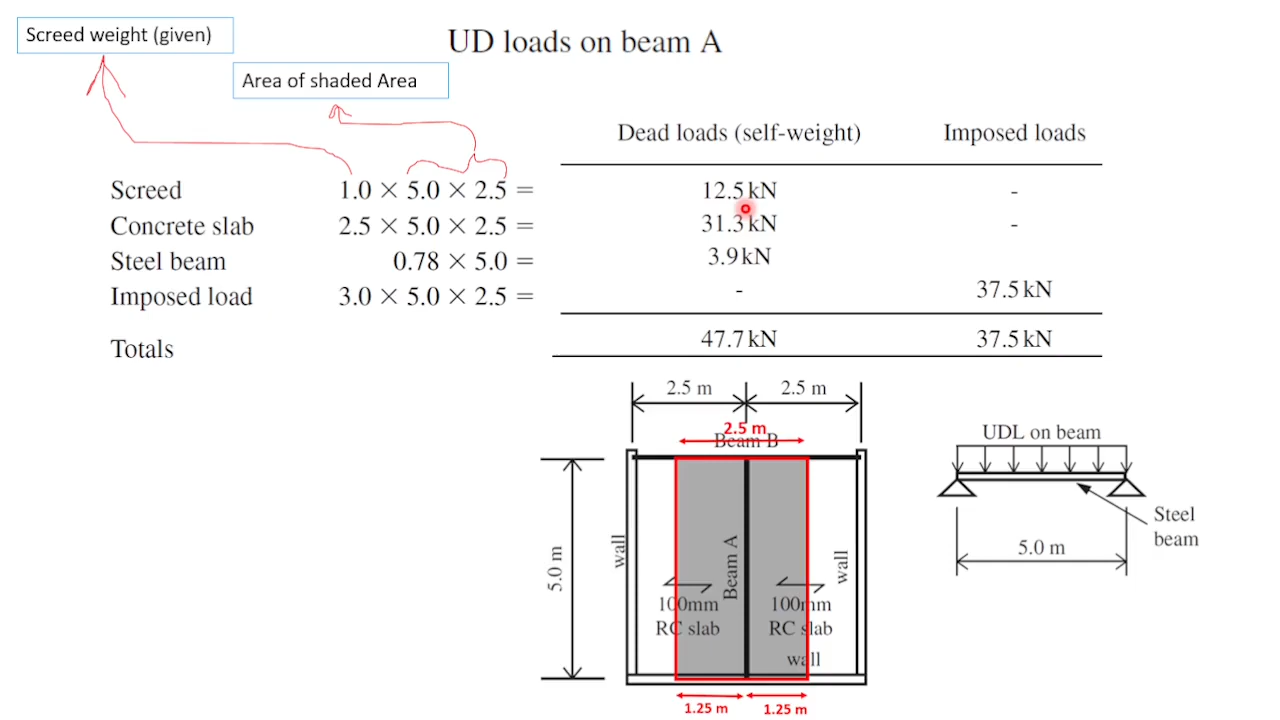 Screed weight (given)
UD loads on beam A
Area of shaded Area
Dead loads (self-weight) Imposed loads
Screed 1.0 × 5.0 × 2.5 = 12.5 kN -
Concrete slab 2.5 × 5.0 × 2.5 = 31.3 kN -
Steel beam 0.78 × 5.0 = 3.9 kN
Imposed load 3.0 × 5.0 × 2.5 = - 37.5 kN
Totals 47.7 kN 37.5 kN
2.5 m 2.5 m
2.5 m
Beam B
UDL on beam
Steel
beam
5.0 m
5.0 m
wall
Beam A
wall
100mm
RC slab
100mm
RC slab
wall
1.25 m 1.25 m